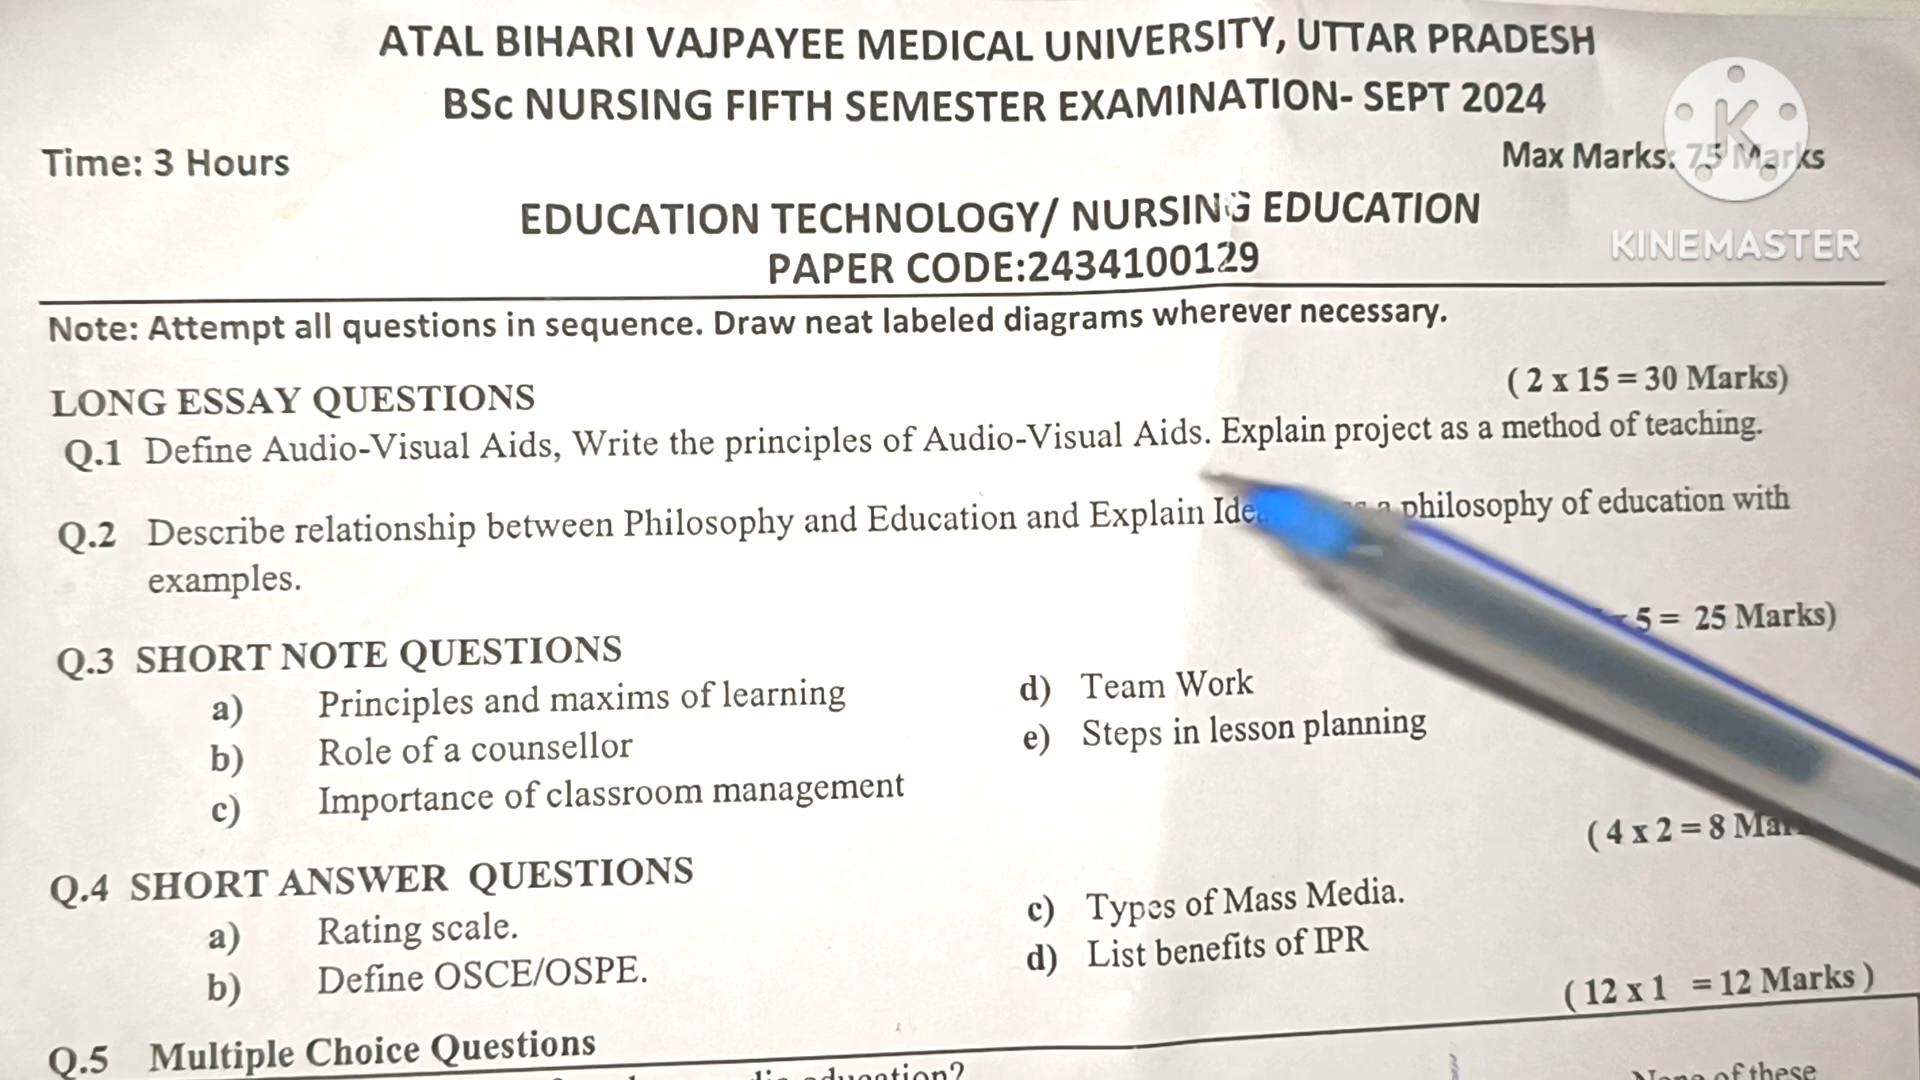 ATAL BIHARI VAJPAYEE MEDICAL UNIVERSITY, UTTAR PRADESH
BSc NURSING FIFTH SEMESTER EXAMINATION- SEPT 2024
Time: 3 Hours
Max Marks: 75 Marks
K
KINEMASTER
EDUCATION TECHNOLOGY/ NURSING EDUCATION
PAPER CODE:2434100129
Note: Attempt all questions in sequence. Draw neat labeled diagrams wherever necessary.
( 2 x 15 = 30 Marks)
LONG ESSAY QUESTIONS
Q.1 Define Audio-Visual Aids, Write the principles of Audio-Visual Aids. Explain project as a method of teaching.
Q.2 Describe relationship between Philosophy and Education and Explain a philosophy of education with
examples.
5 = 25 Marks)
Q.3 SHORT NOTE QUESTIONS
a) Principles and maxims of learning
b) Role of a counsellor
c) Importance of classroom management
d) Team Work
e) Steps in lesson planning
( 4 x 2 = 8
Q.4 SHORT ANSWER QUESTIONS
a) Rating scale.
b) Define OSCE/OSPE.
c) Types of Mass Media.
d) List benefits of IPR
( 12 x 1 = 12 Marks )
Q.5 Multiple Choice Questions
education?
None of these